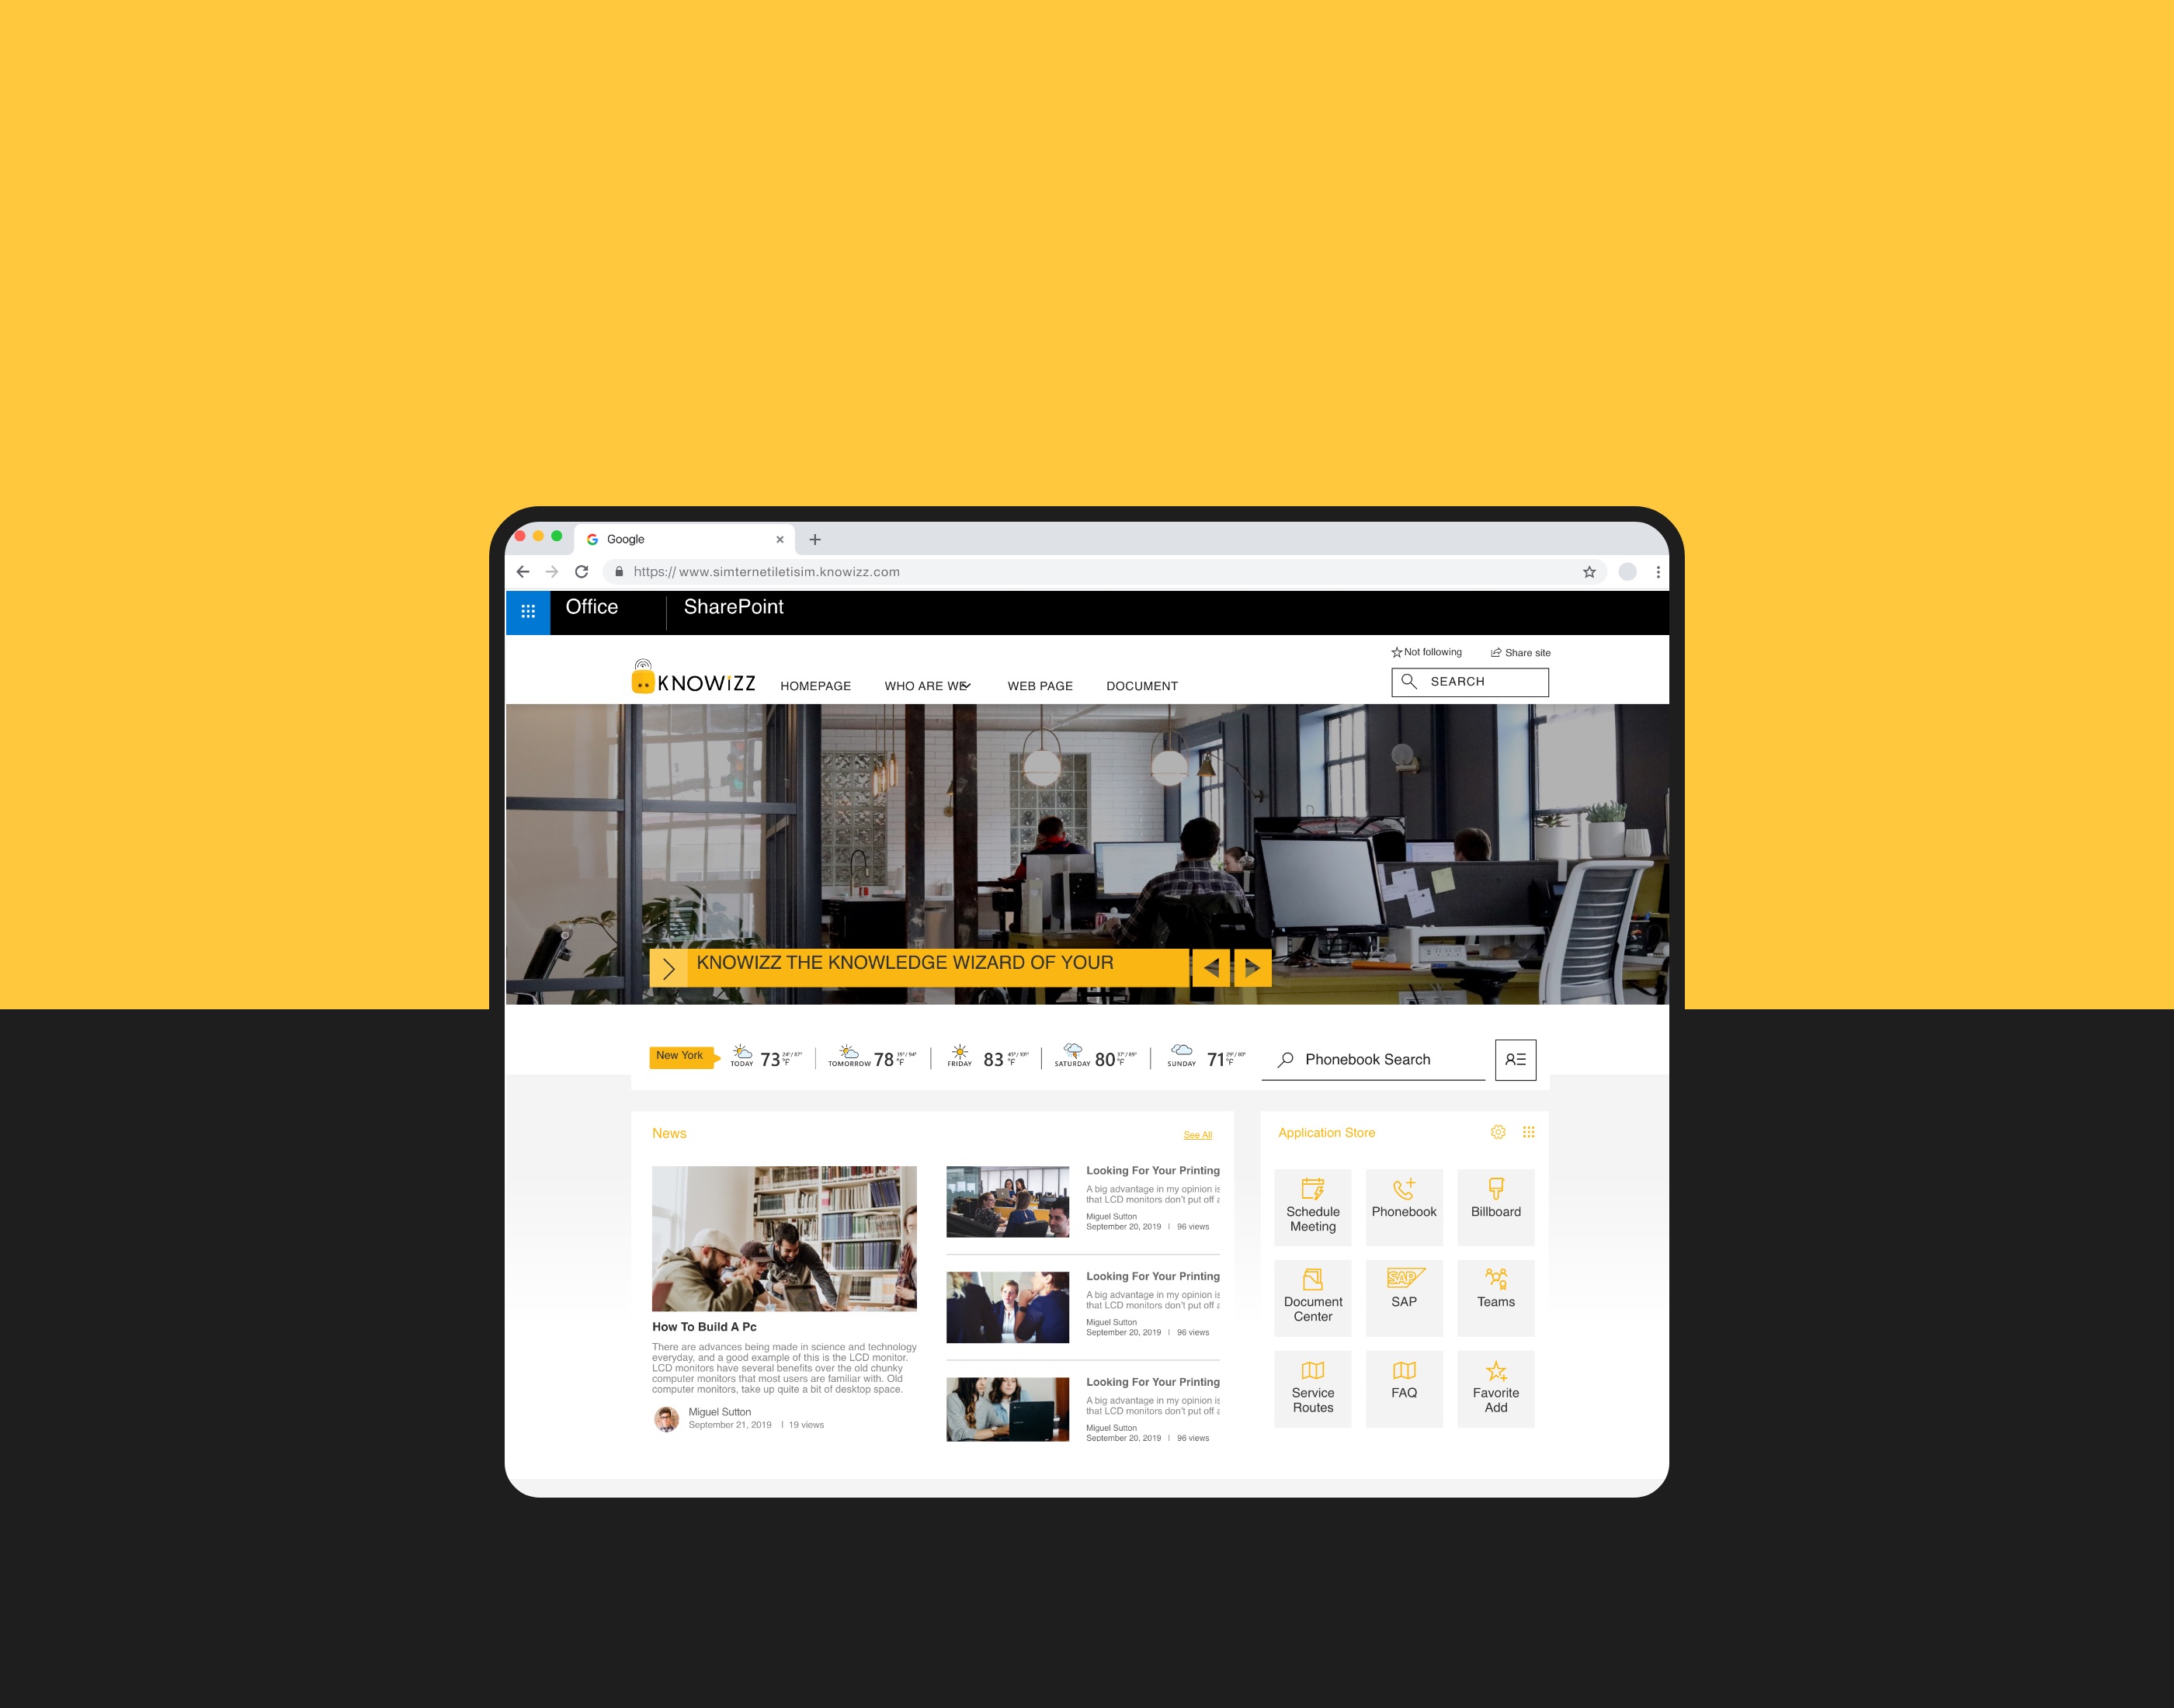 Google
https:// www.simterneti̇letisim.knowizz.com
Office
SharePoint
Not following
Share site
KNOWiZZ
HOMEPAGE
WHO ARE WE
WEB PAGE
DOCUMENT
SEARCH
KNOWIZZ THE KNOWLEDGE WIZARD OF YOUR
New York
TODAY
73 °F
TOMORROW
78 °F
FRIDAY
83 °F
SATURDAY
80 °F
SUNDAY
71 °F
Phonebook Search
News
See All
How To Build A Pc
There are advances being made in science and technology
everyday, and a good example of this is the LCD monitor.
LCD monitors have several benefits over the old chunky
computer monitors that most users are familiar with. Old
computer monitors, take up quite a bit of desktop space.
Miguel Sutton
September 21, 2019 | 19 views
Looking For Your Printing
A big advantage in my opinion is
that LCD monitors don't put off a
Miguel Sutton
September 20, 2019 | 96 views
Looking For Your Printing
A big advantage in my opinion is
that LCD monitors don't put off a
Miguel Sutton
September 20, 2019 | 96 views
Looking For Your Printing
A big advantage in my opinion is
that LCD monitors don't put off a
Miguel Sutton
September 20, 2019 | 96 views
Application Store
Schedule
Meeting
Phonebook
Billboard
Document
Center
SAP
SAP
Teams
Service
Routes
FAQ
Favorite
Add